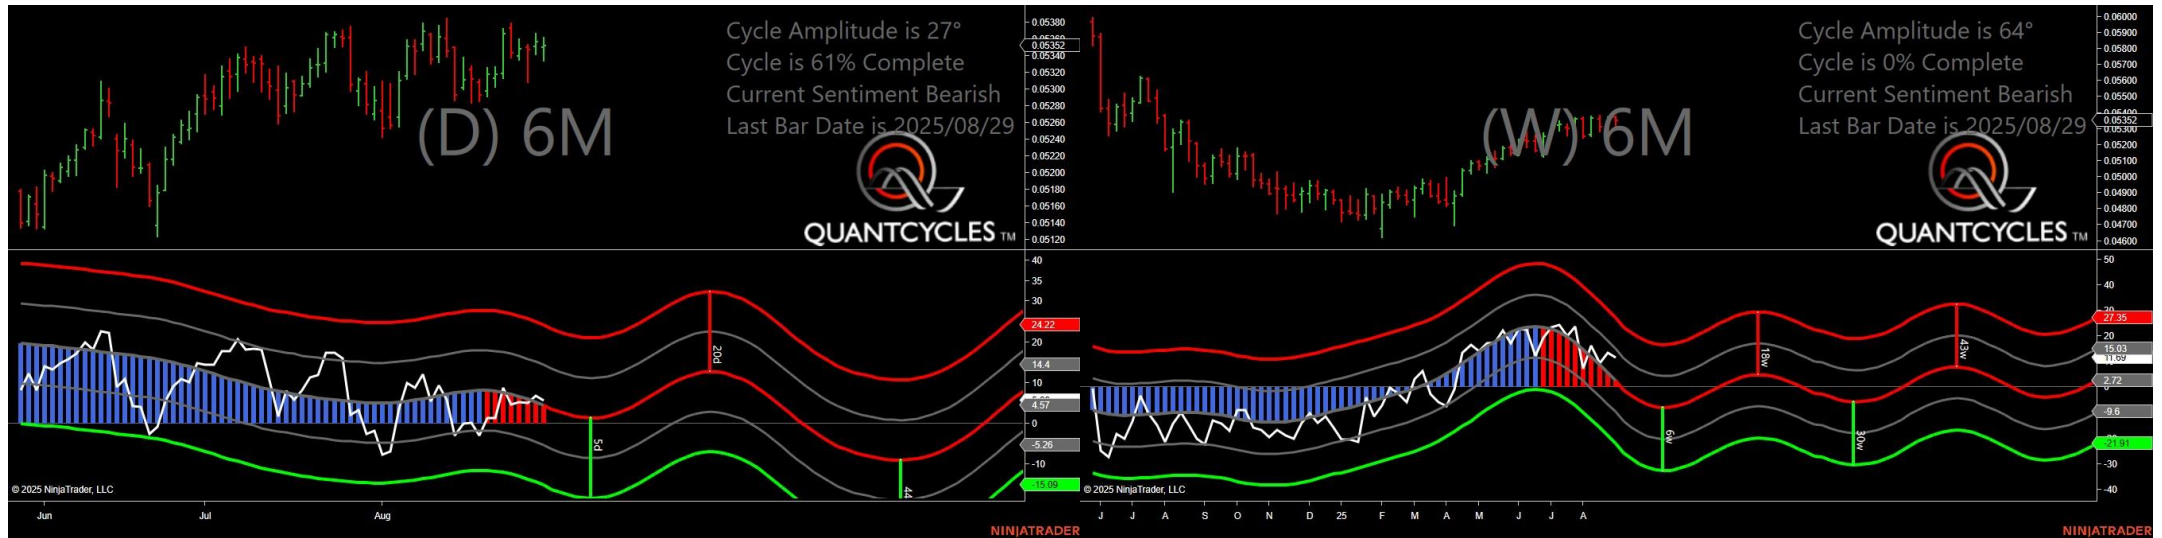 Cycle Amplitude is 27°
Cycle is 61% Complete
Current Sentiment Bearish
Last Bar Date is 2025/08/29
(D) 6M
QUANTCYCLES TM
0.05380
0.05352
0.05340
0.05320
0.05300
0.05280
0.05260
0.05240
0.05220
0.05200
0.05180
0.05160
0.05140
0.05120
40
35
30
24.22
20
14.4
10
4.57
0
-5.26
-10
-15.09
20d
5d
44
© 2025 NinjaTrader, LLC
Jun Jul Aug
NINJATRADER
Cycle Amplitude is 64°
Cycle is 0% Complete
Current Sentiment Bearish
Last Bar Date is 2025/08/29
(W) 6M
QUANTCYCLES TM
0.06000
0.05900
0.05800
0.05700
0.05600
0.05500
0.05352
0.05300
0.05200
0.05100
0.05000
0.04900
0.04800
0.04700
0.04600
50
40
27.35
20
15.03
11.69
2.72
-9.6
-21.91
-30
-40
18w
43w
6w
30w
© 2025 NinjaTrader, LLC
J J A S O N D 25 F M A M J J A
NINJATRADER